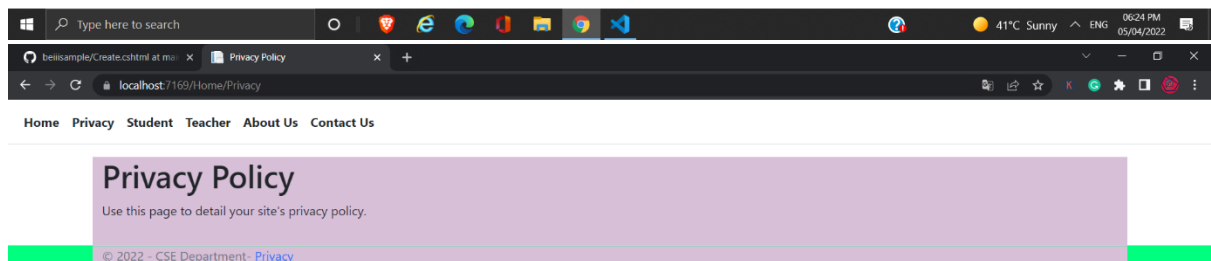 Type here to search
41°C Sunny
ENG
06:24 PM
05/04/2022
beiiisample/Create.cshtml at ma
Privacy Policy
localhost:7169/Home/Privacy
Home Privacy Student Teacher About Us Contact Us
Privacy Policy
Use this page to detail your site's privacy policy.
© 2022 - CSE Department- Privacy